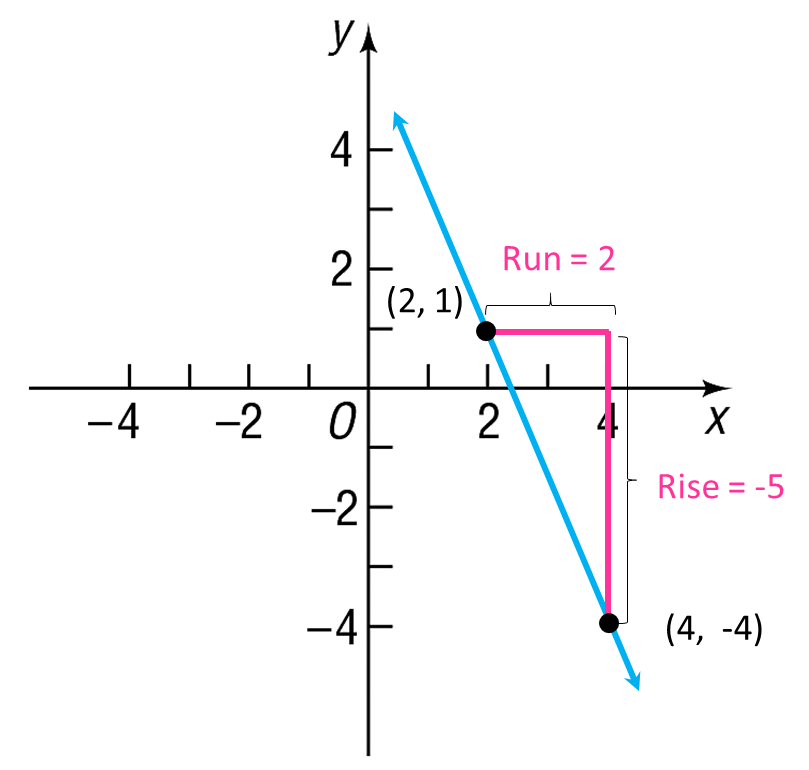 y
4
2
Run = 2
(2, 1)
−4
−2
O
2
4
x
−2
Rise = -5
−4
(4, -4)